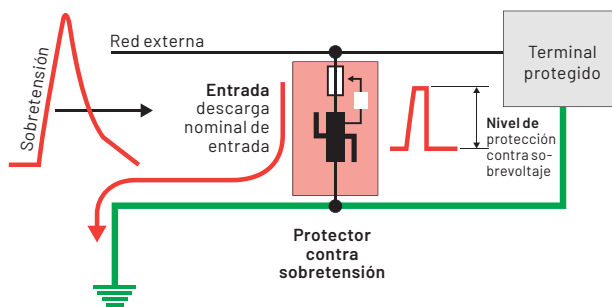 Sobretensión
Red externa
Terminal
protegido
Entrada
descarga
nominal de
entrada
Nivel de
protección
contra so-
brevoltaje
Protector
contra
sobretensión